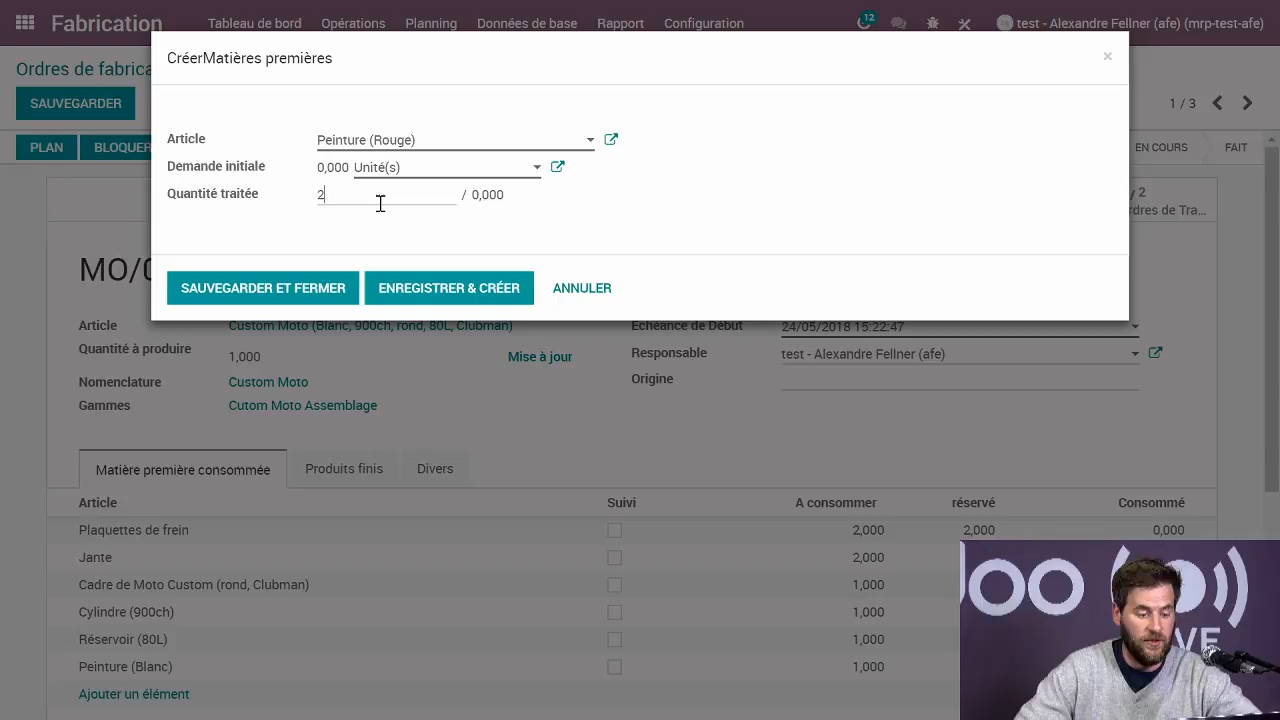 Fabrication Tableau de bord Opérations Planning Données de base Rapport Configuration 12 test - Alexandre Fellner (afe) (mrp-test-afe)
CréerMatières premières ×
Ordres de fabrica
SAUVEGARDER 1 / 3
Article Peinture (Rouge)
PLAN BLOQUER EN COURS FAIT
Demande initiale 0,000 Unité(s)
Quantité traitée 2 / 0,000
2
rdres de Tra...
MO/
SAUVEGARDER ET FERMER ENREGISTRER & CRÉER ANNULER
Article Custom Moto (Blanc, 900ch, rond, 80L, Clubman) Echéance de Début 24/05/2018 15:22:47
Quantité à produire 1,000 Mise à jour Responsable test - Alexandre Fellner (afe)
Nomenclature Custom Moto Origine
Gammes Cutom Moto Assemblage
Matière première consommée Produits finis Divers
Article Suivi A consommer réservé Consommé
Plaquettes de frein 2,000 2,000 0,000
Jante 2,000
Cadre de Moto Custom (rond, Clubman) 1,000
Cylindre (900ch) 1,000
Réservoir (80L) 1,000
Peinture (Blanc) 1,000
Ajouter un élément